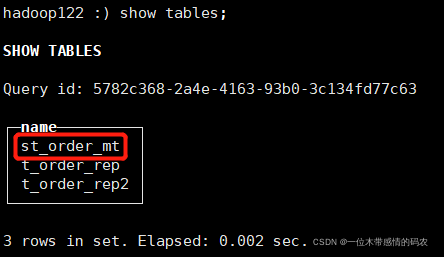 hadoop122 :) show tables;
SHOW TABLES
Query id: 5782c368-2a4e-4163-93b0-3c134fd77c63
name
st_order_mt
t_order_rep
t_order_rep2
3 rows in set. Elapsed: 0.002 sec.
CSDN @一位木带感情的码农